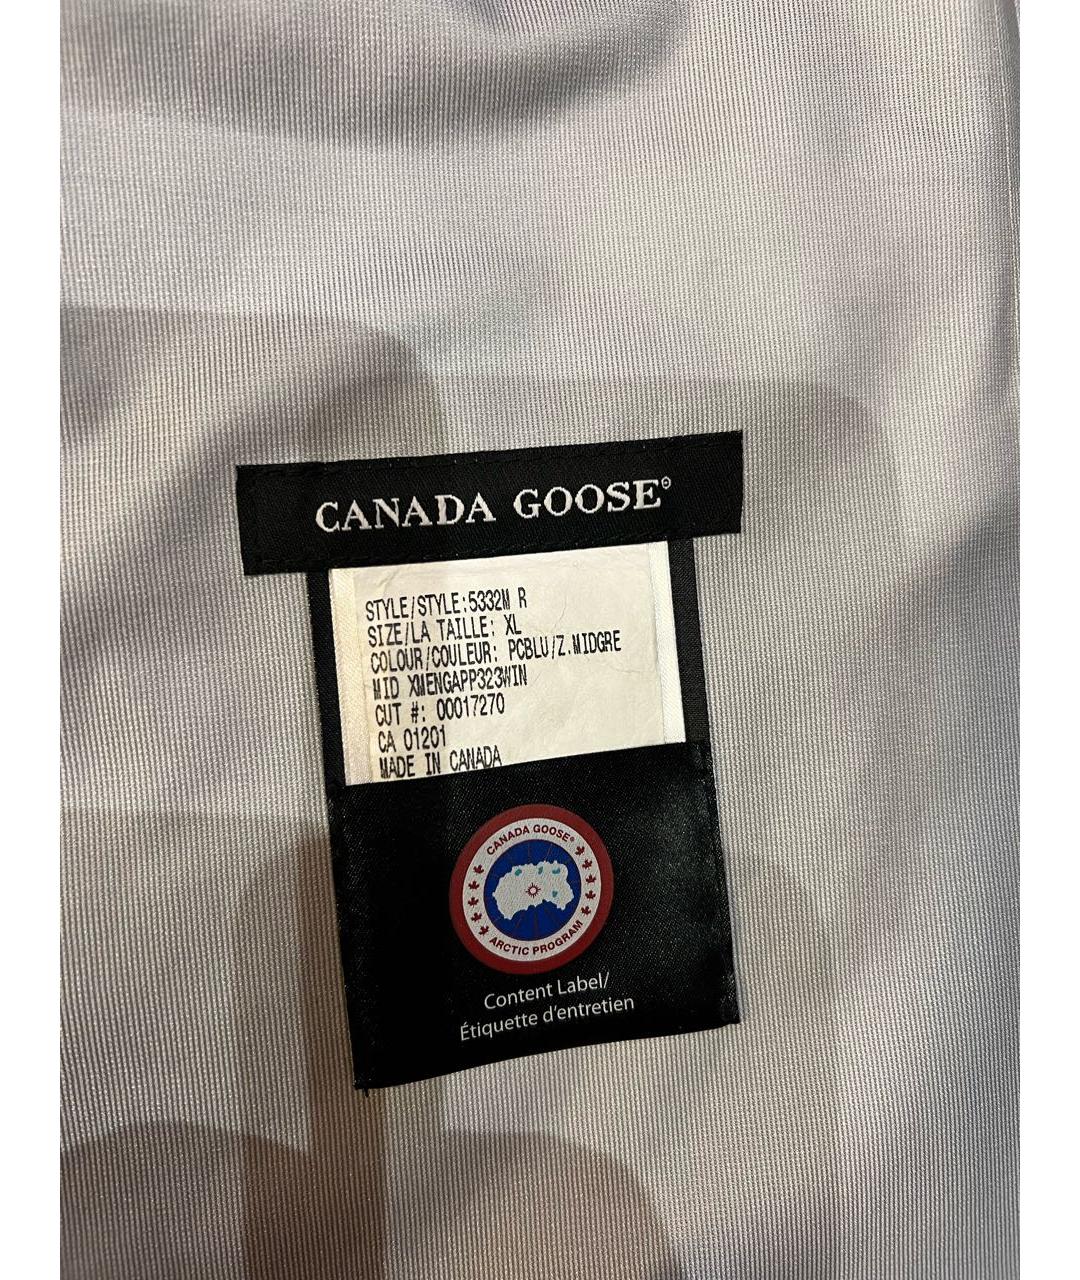 CANADA GOOSE®
STYLE/STYLE:5332M R
SIZE/LA TAILLE: XL
COLOUR/COULEUR: PCBLU/Z.MIDGRE
MID XMENGAPP323WIN
CUT #: 00017270
CA 01201
MADE IN CANADA
CANADA GOOSE®
ARCTIC PROGRAM
Content Label/
Étiquette d'entretien